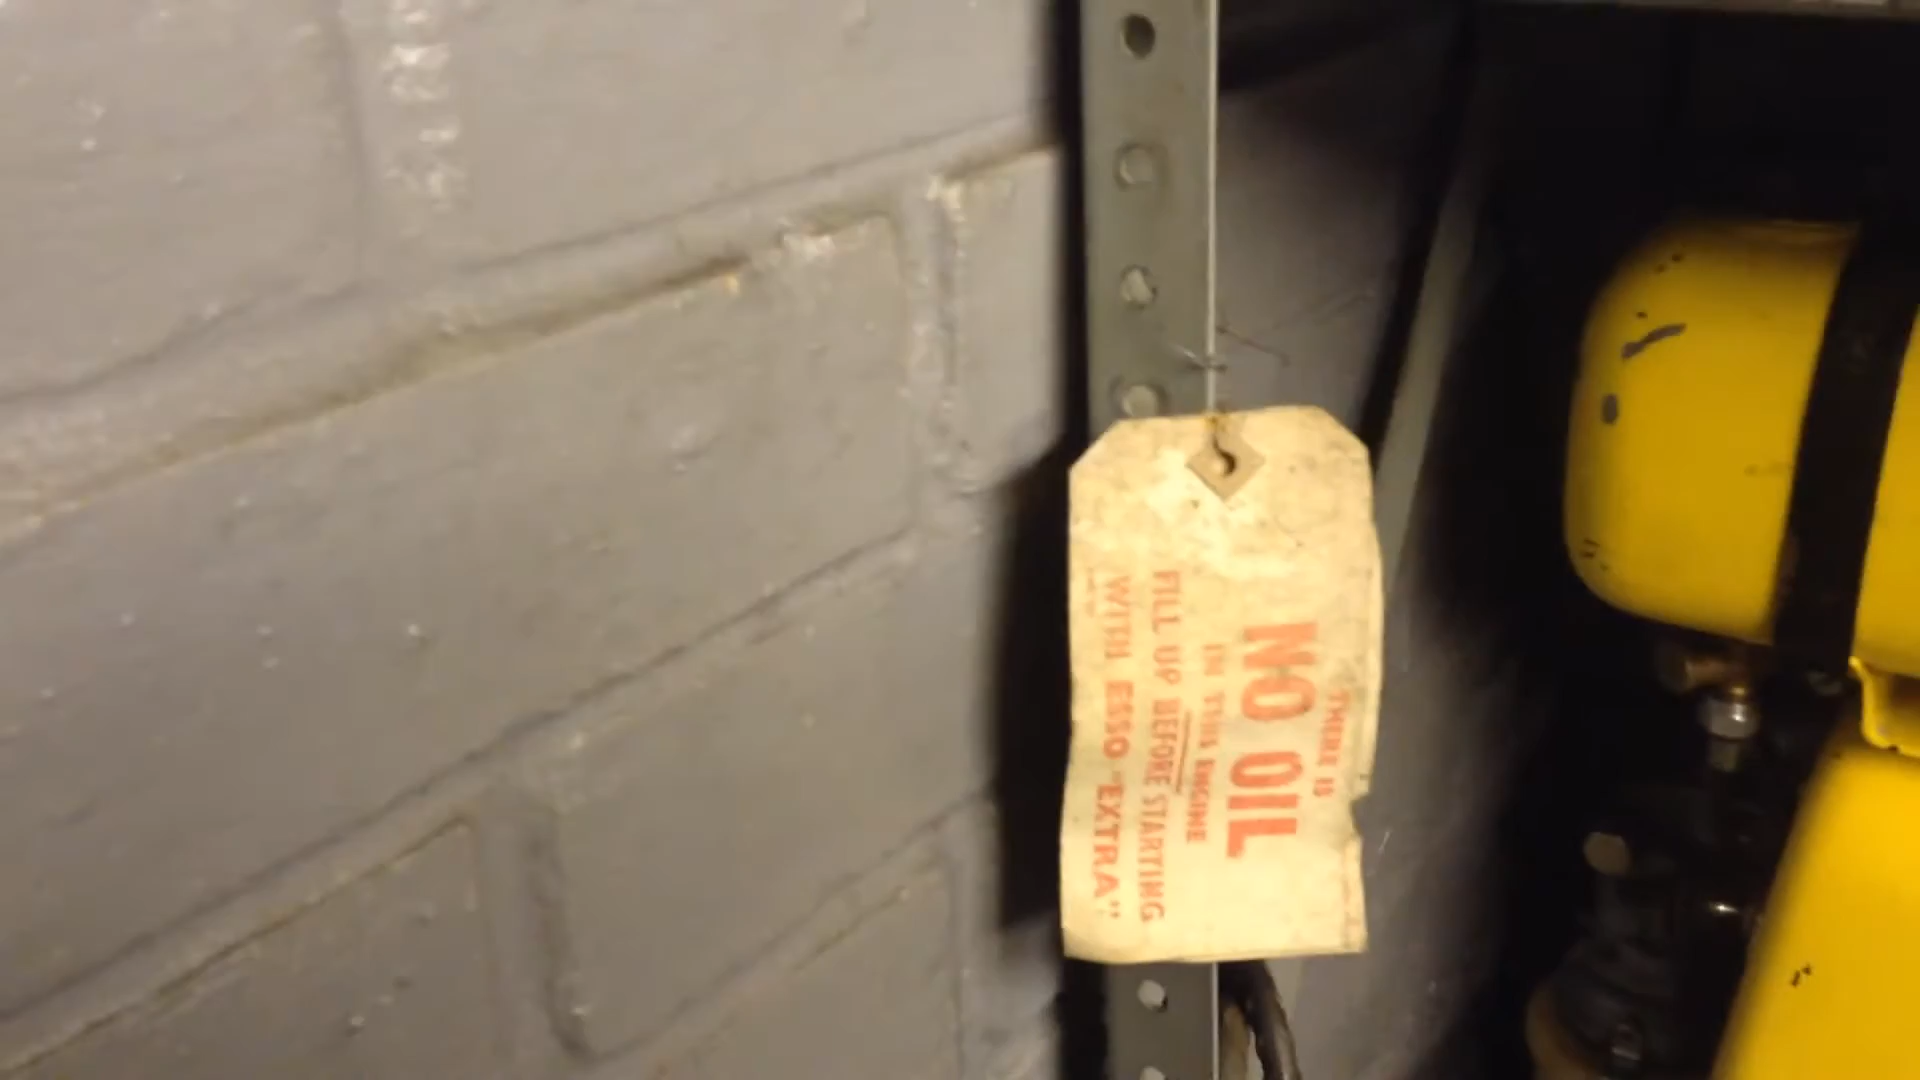 THERE IS
NO OIL
IN THIS ENGINE
FILL UP BEFORE STARTING
WITH ESSO "EXTRA"